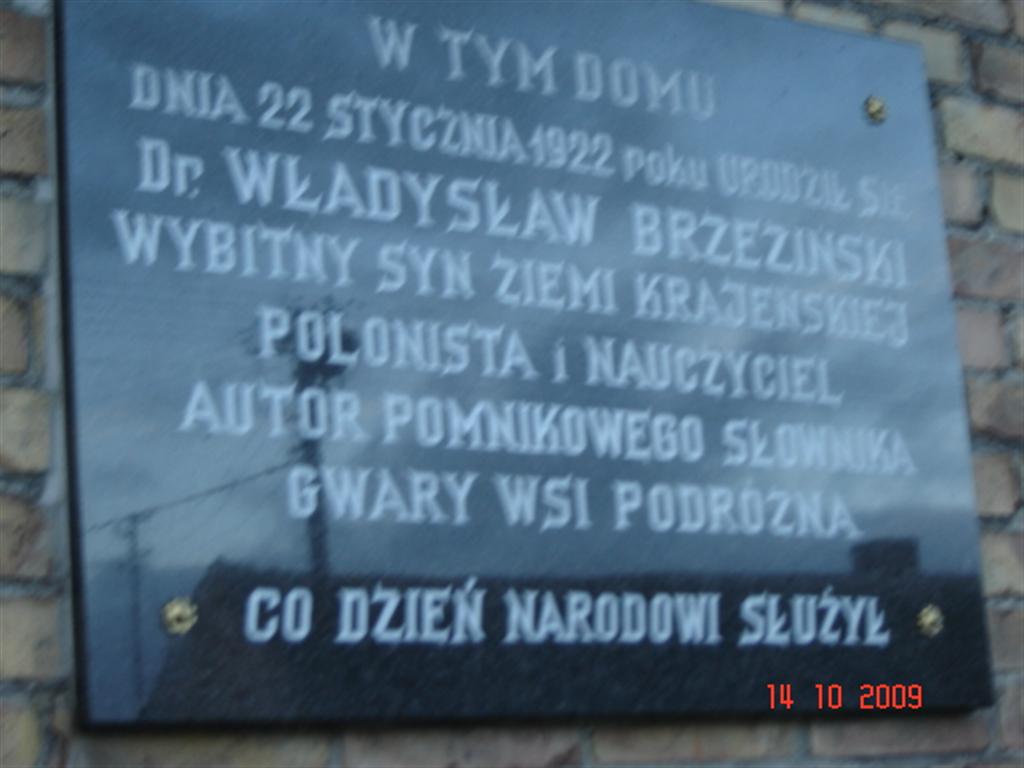 W TYM DOMU
DNIA 22 STYCZNIA 1922 roku URODZIŁ SIĘ
Dr. WŁADYSŁAW BRZEZIŃSKI
WYBITNY SYN ZIEMI KRAJEŃSKIEJ
POLONISTA i NAUCZYCIEL
AUTOR POMNIKOWEGO SŁOWNIKA
GWARY WSI PODRÓŻNA
CO DZIEŃ NARODOWI SŁUŻYŁ
14 10 2009